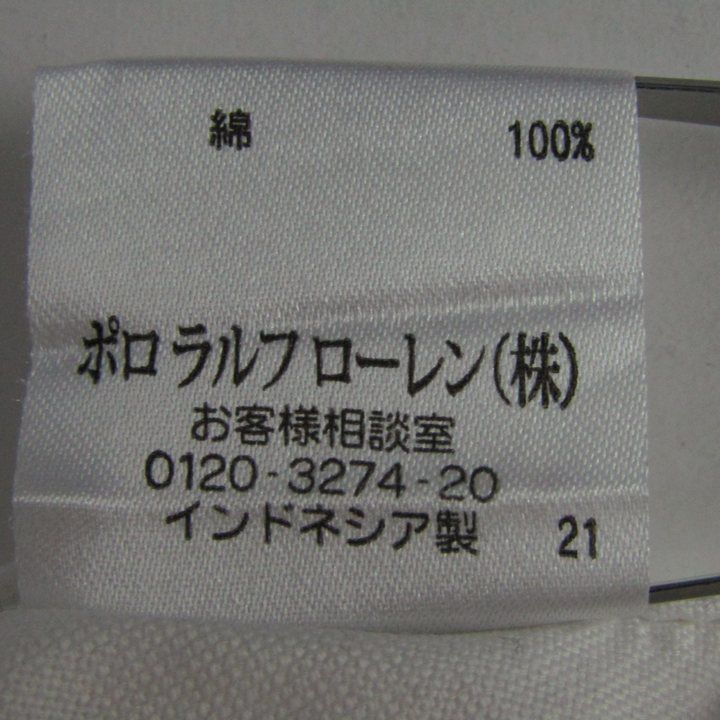 綿 100%
ポロ ラルフ ローレン(株)
お客様相談室
0120-3274-20
インドネシア製 21